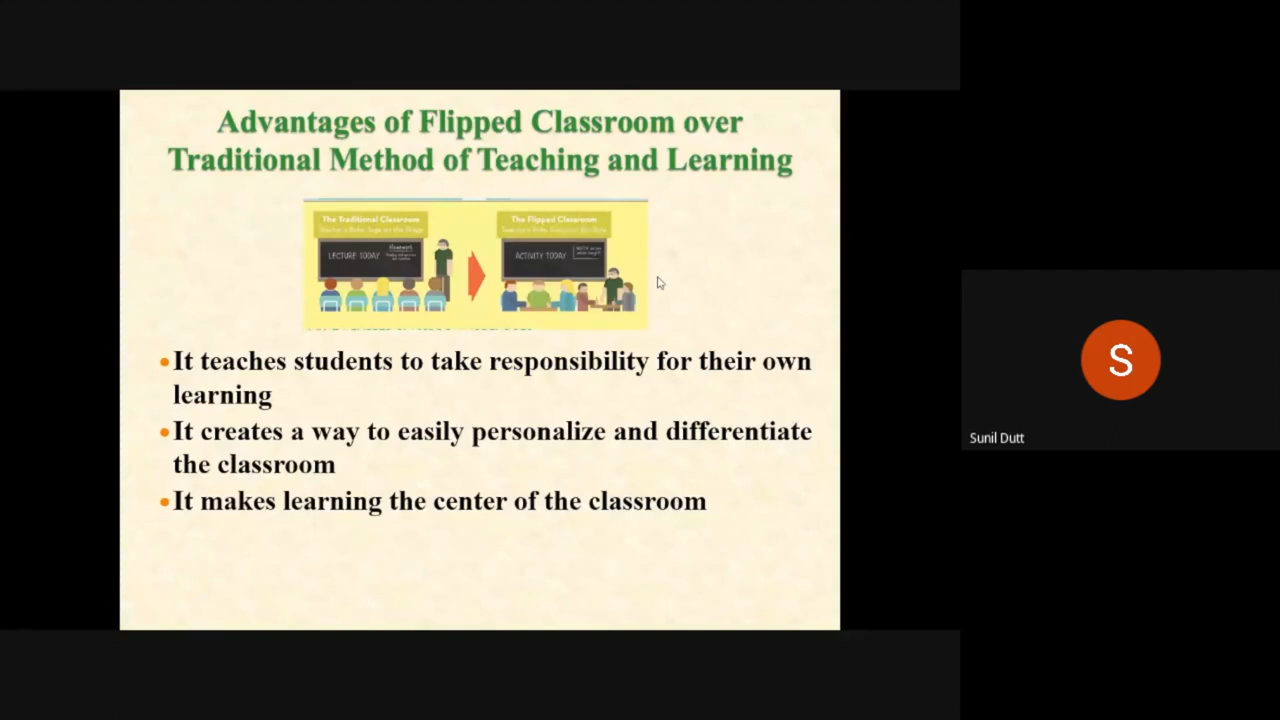 Advantages of Flipped Classroom over
Traditional Method of Teaching and Learning
The Traditional Classroom
The Flipped Classroom
LECTURE TODAY
ACTIVITY TODAY
•It teaches students to take responsibility for their own
learning
•It creates a way to easily personalize and differentiate
the classroom
•It makes learning the center of the classroom
S
Sunil Dutt